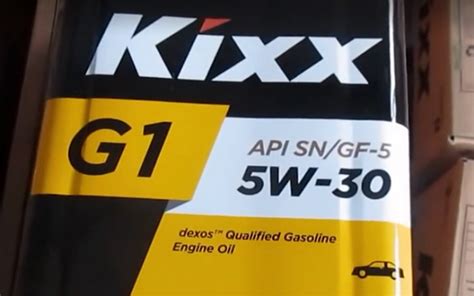 Kixx
G1
API SN/GF-5
5W-30
dexos™ Qualified Gasoline
Engine Oil